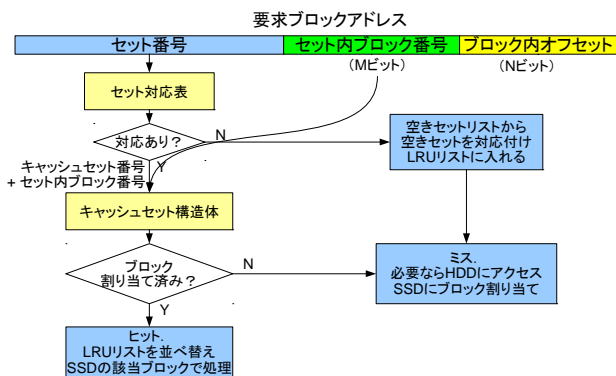 要求ブロックアドレス
セット番号
セット内ブロック番号
ブロック内オフセット
(Mビット)
(Nビット)
セット対応表
対応あり?
N
Y
キャッシュセット番号
+ セット内ブロック番号
空きセットリストから
空きセットを対応付け
LRUリストに入れる
キャッシュセット構造体
ブロック
割り当て済み?
N
Y
ミス.
必要ならHDDにアクセス
SSDにブロック割り当て
ヒット.
LRUリストを並べ替え
SSDの該当ブロックで処理